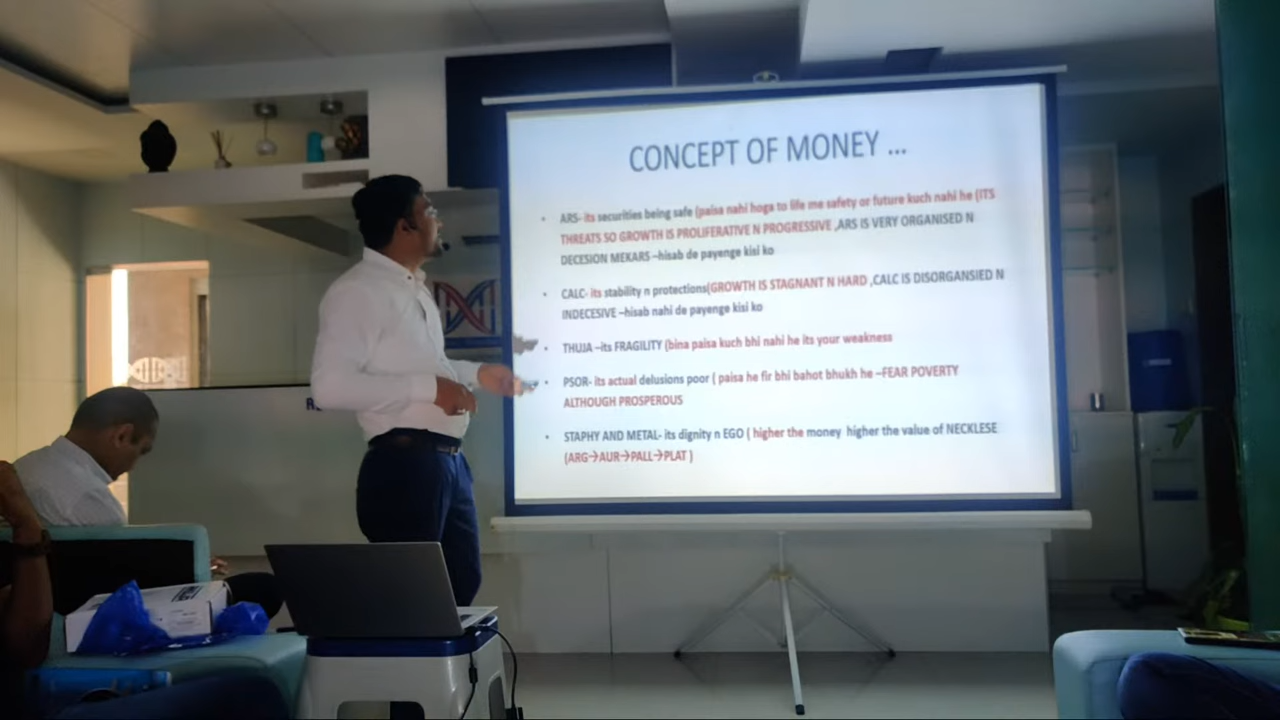 CONCEPT OF MONEY ...
• ARS- its securities being safe (paisa nahi hoga to life me safety or future kuch nahi he (ITS
THREATS SO GROWTH IS PROLIFERATIVE N PROGRESSIVE ,ARS IS VERY ORGANISED N
DECESION MEKARS –hisab de payenge kisi ko
• CALC- its stability n protections(GROWTH IS STAGNANT N HARD ,CALC IS DISORGANSIED N
INDECESIVE –hisab nahi de payenge kisi ko
• THUJA –its FRAGILITY (bina paisa kuch bhi nahi he its your weakness
• PSOR- its actual delusions poor ( paisa he fir bhi bahot bhukh he –FEAR POVERTY
ALTHOUGH PROSPEROUS
• STAPHY AND METAL- its dignity n EGO ( higher the money higher the value of NECKLESE
(ARG→AUR→PALL→PLAT )